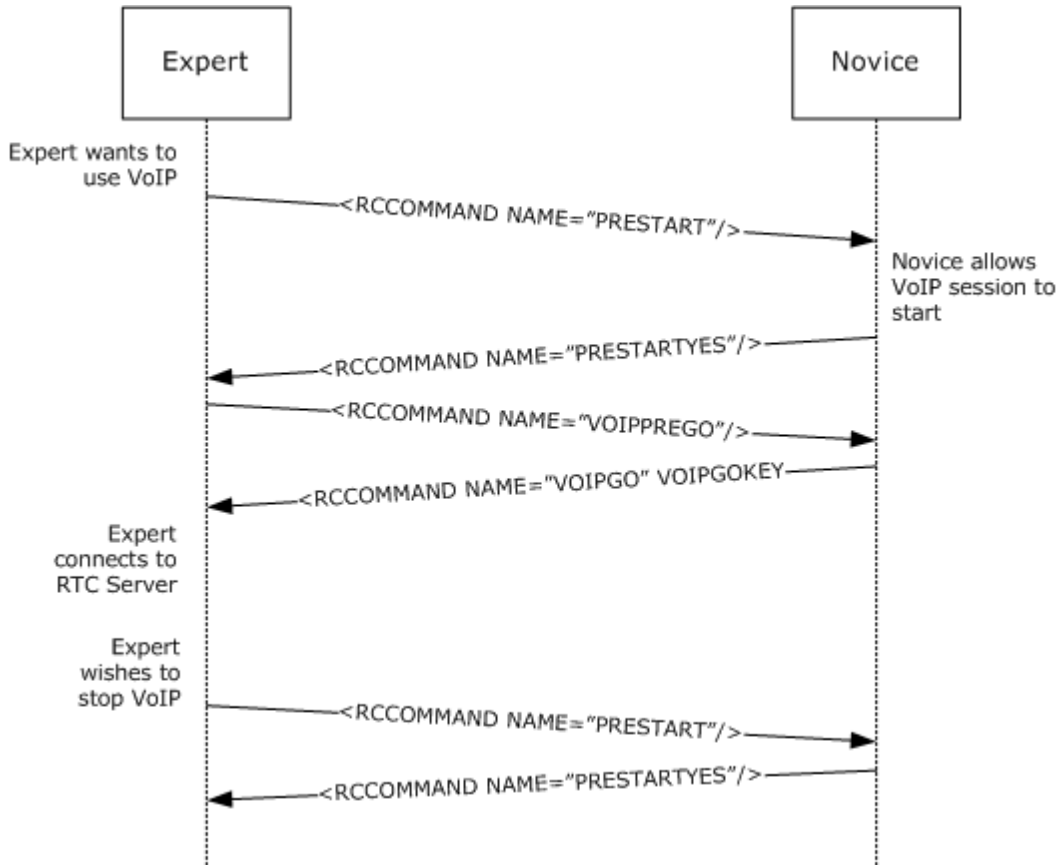 Expert
Novice
Expert wants to
use VoIP
<RCCOMMAND NAME="PRESTART"/>
Novice allows
VoIP session to
start
<RCCOMMAND NAME="PRESTARTYES"/>
<RCCOMMAND NAME="VOIPPREGO"/>
<RCCOMMAND NAME="VOIPGO" VOIPGOKEY
Expert
connects to
RTC Server
Expert
wishes to
stop VoIP
<RCCOMMAND NAME="PRESTART"/>
<RCCOMMAND NAME="PRESTARTYES"/>